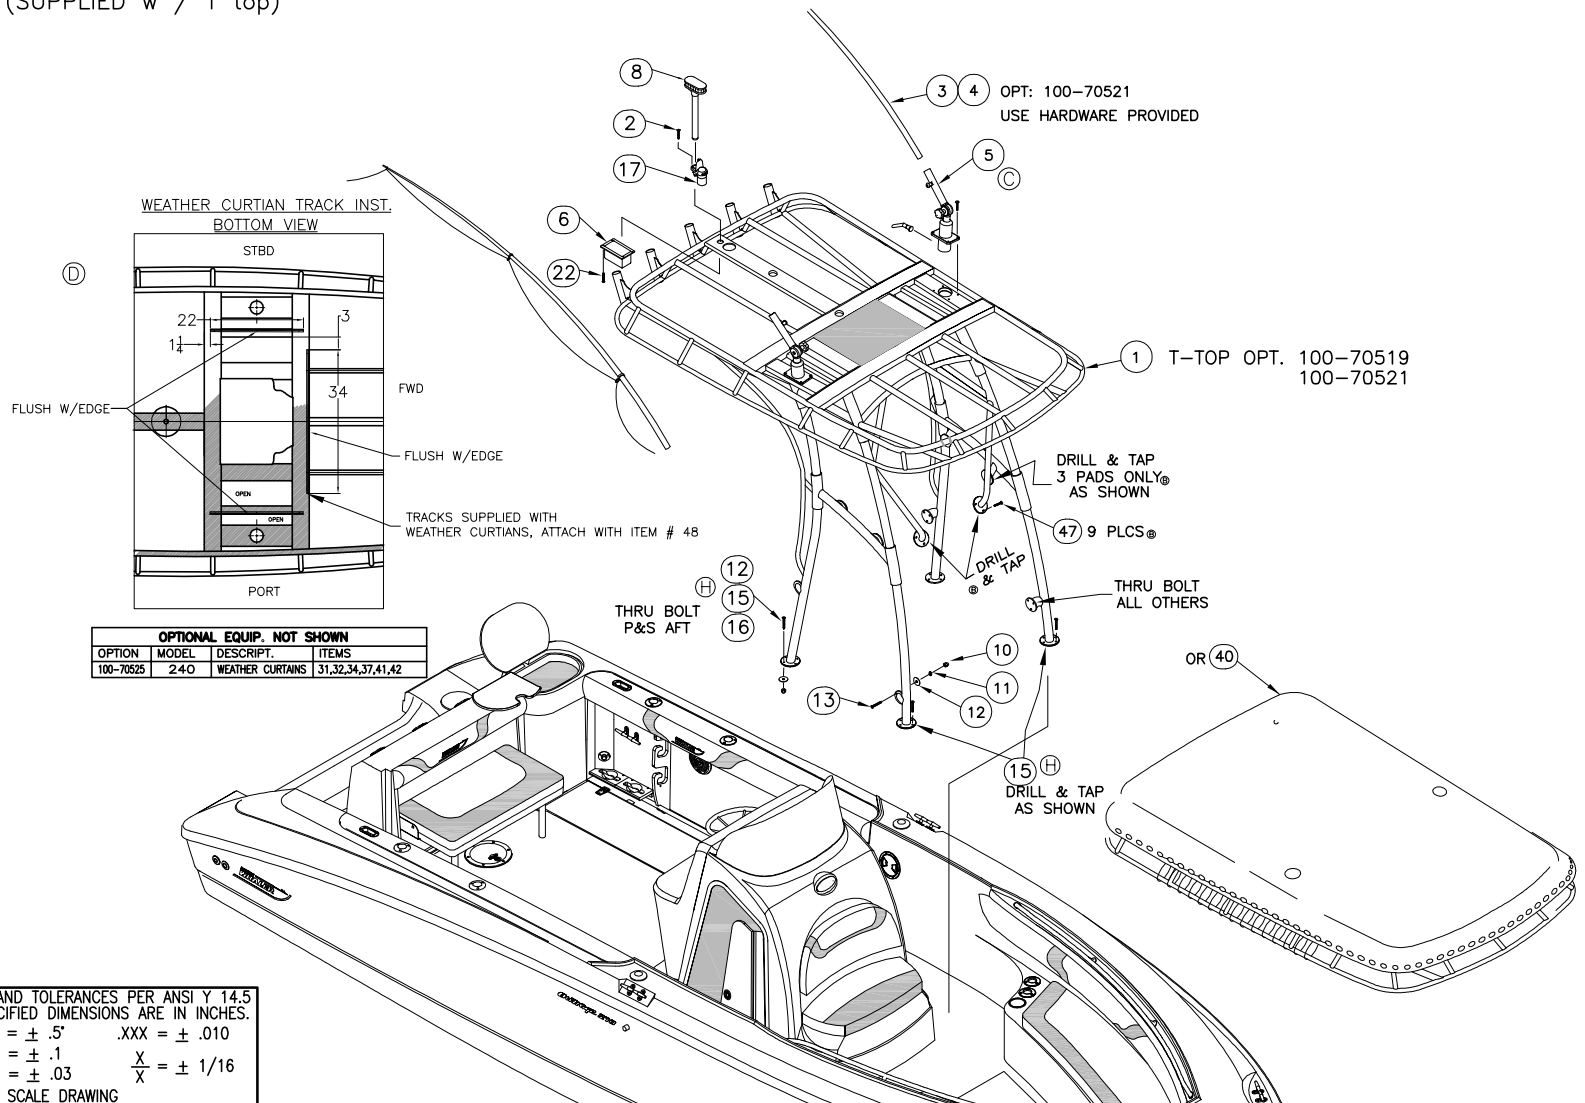 (SUPPLIED W / T top)
8
2
17
6
22
3 4 OPT: 100-70521
USE HARDWARE PROVIDED
5
C
WEATHER CURTIAN TRACK INST.
BOTTOM VIEW
STBD
D
22
3
1 1/4
34
FWD
FLUSH W/EDGE
FLUSH W/EDGE
OPEN
OPEN
TRACKS SUPPLIED WITH
WEATHER CURTIANS, ATTACH WITH ITEM # 48
PORT
1 T-TOP OPT. 100-70519
100-70521
DRILL & TAP
3 PADS ONLY B
AS SHOWN
47 9 PLCS B
DRILL
& TAP
B
THRU BOLT
ALL OTHERS
H 12
15
16
THRU BOLT
P&S AFT
OPTIONAL EQUIP. NOT SHOWN
OPTION MODEL DESCRIPT. ITEMS
100-70525 240 WEATHER CURTAINS 31,32,34,37,41,42
10
11
12
13
15 H
DRILL & TAP
AS SHOWN
OR 40
AND TOLERANCES PER ANSI Y 14.5
CIFIED DIMENSIONS ARE IN INCHES.
= ± .5° .XXX = ± .010
= ± .1
X/X = ± 1/16
= ± .03
SCALE DRAWING